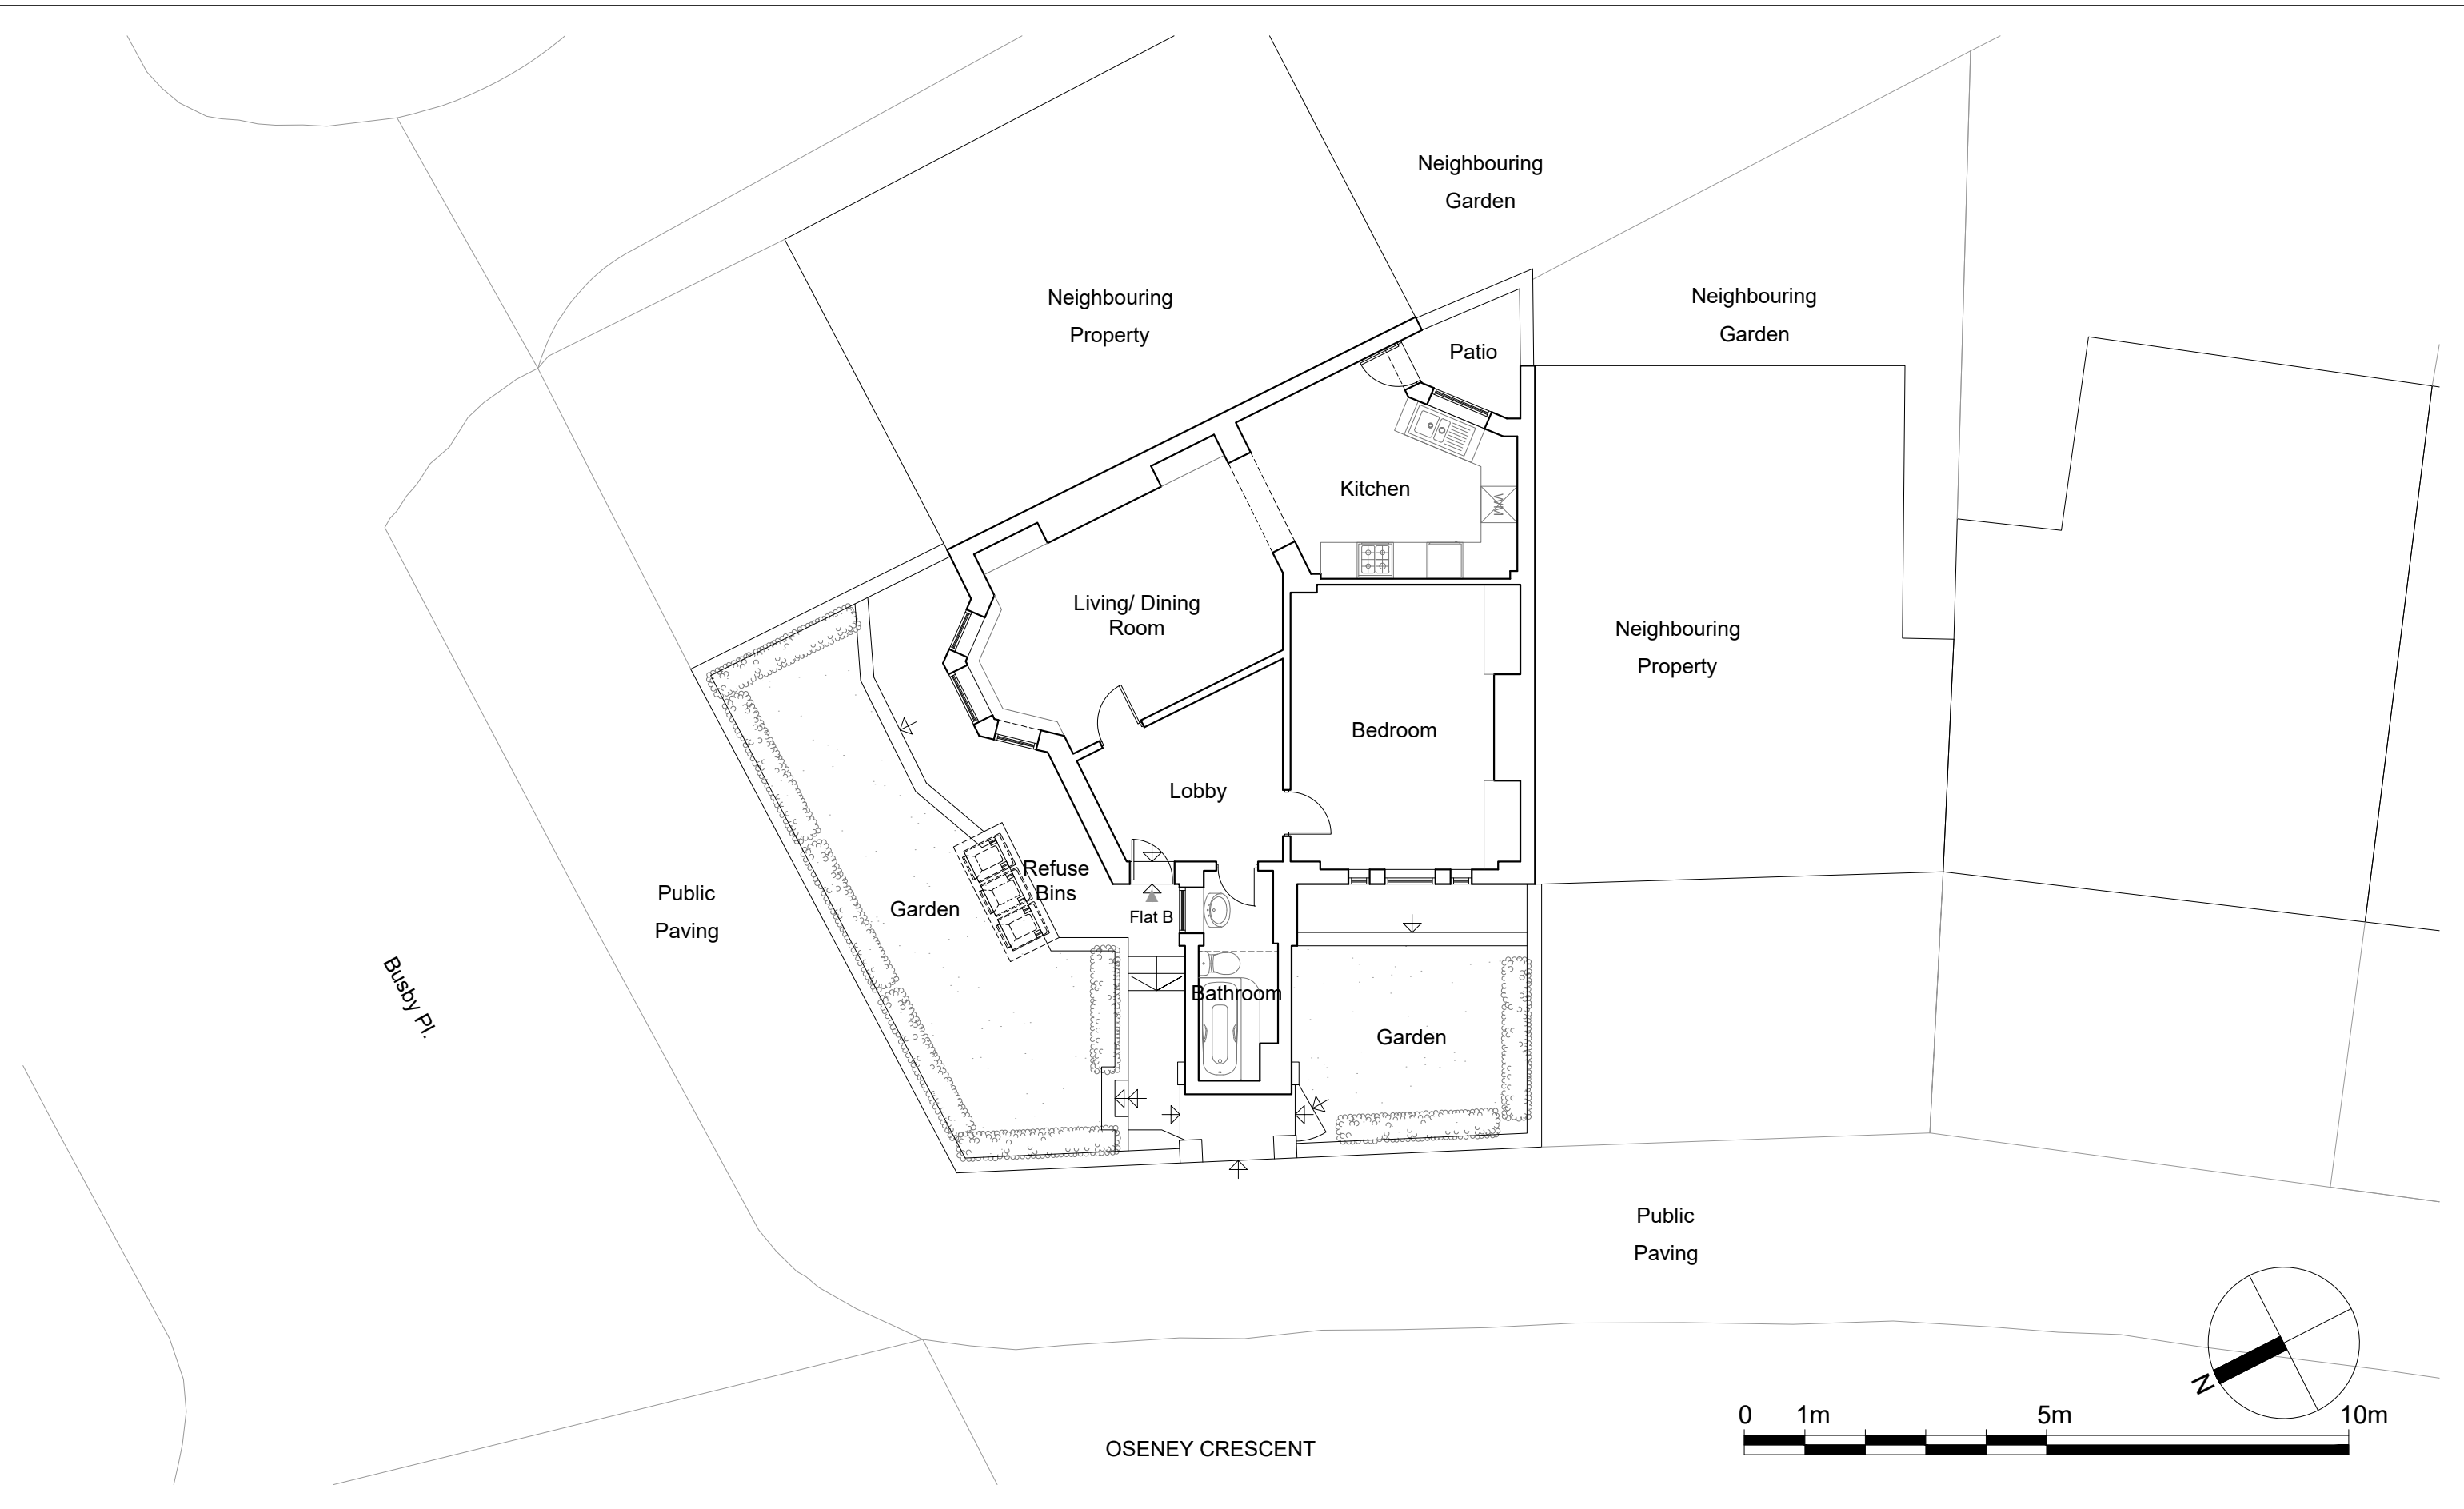 Neighbouring
Garden
Neighbouring
Property
Neighbouring
Garden
Patio
Kitchen
WM
Living/ Dining
Room
Neighbouring
Property
Bedroom
Lobby
Refuse
Bins
Public
Paving
Garden
Flat B
Busby Pl.
Bathroom
Garden
Public
Paving
N
0 1m 5m 10m
OSENEY CRESCENT